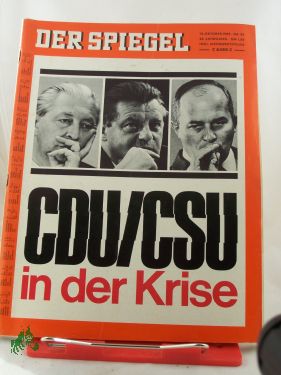 DER SPIEGEL
CDU/CSU
in der Krise